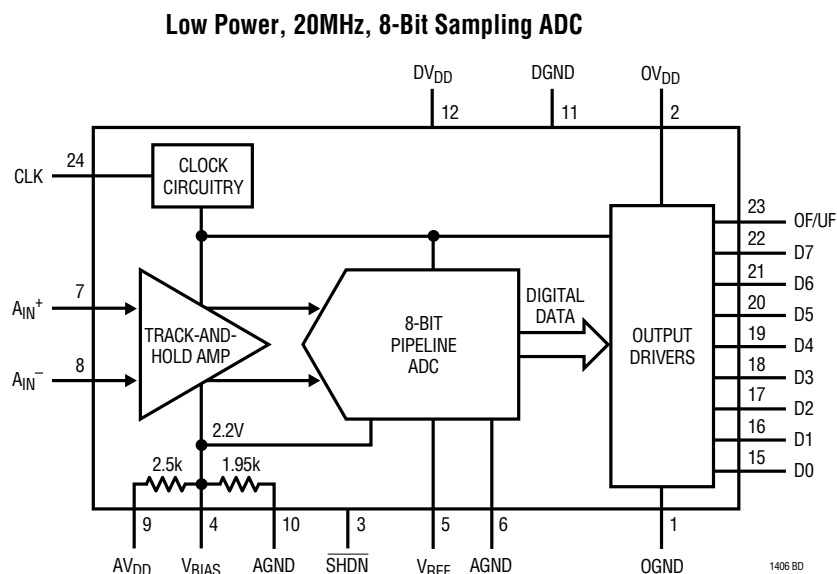 Low Power, 20MHz, 8-Bit Sampling ADC
DVDD
DGND
OVDD
12
11
2
CLK
24
CLOCK
CIRCUITRY
23
OF/UF
22
D7
21
D6
20
D5
19
D4
18
D3
17
D2
16
D1
15
D0
AIN+
7
AIN−
8
TRACK-AND-
HOLD AMP
8-BIT
PIPELINE
ADC
DIGITAL
DATA
OUTPUT
DRIVERS
2.2V
2.5k
1.95k
9
4
10
3
5
6
1
AVDD
VBIAS
AGND
SHDN
VREF
AGND
OGND
1406 BD